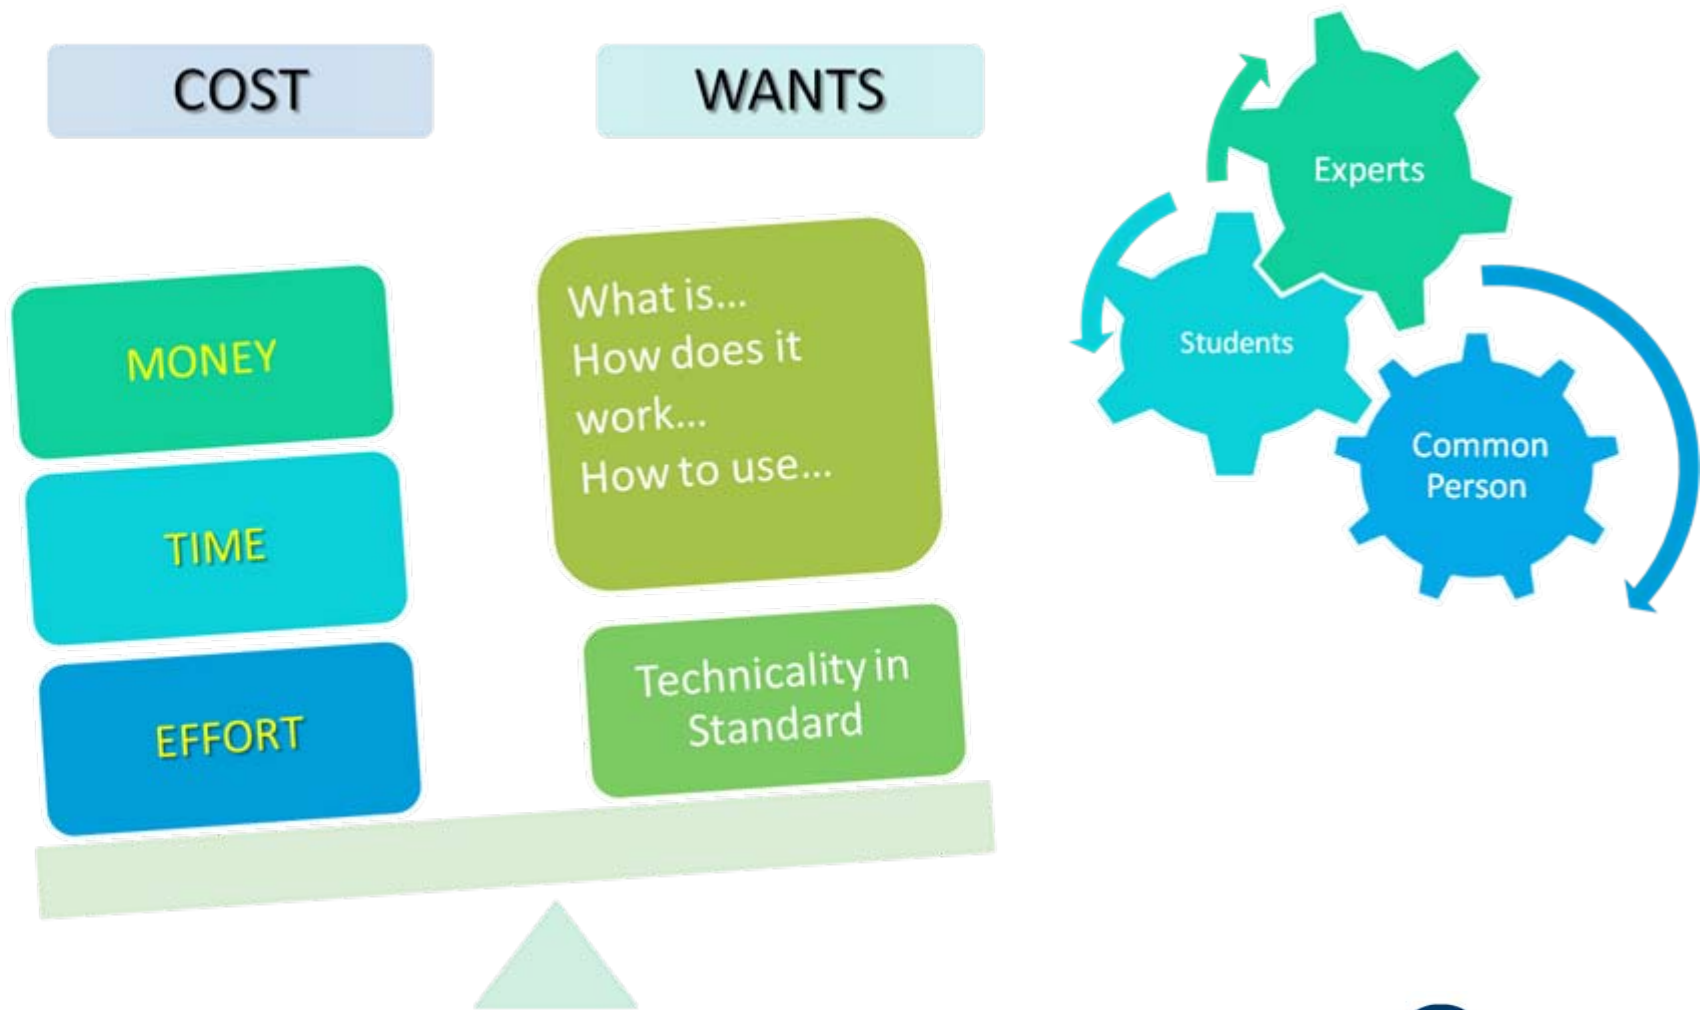 COST
WANTS
MONEY
TIME
EFFORT
What is...
How does it
work...
How to use...
Technicality in
Standard
Experts
Students
Common
Person